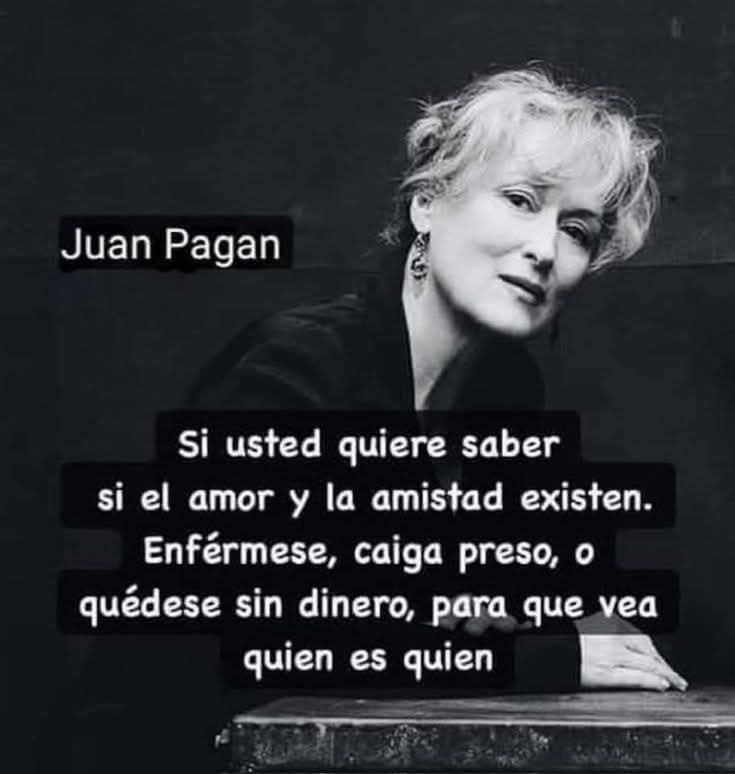 Juan Pagan
Si usted quiere saber
si el amor y la amistad existen.
Enférmese, caiga preso, o
quédese sin dinero, para que vea
quien es quien